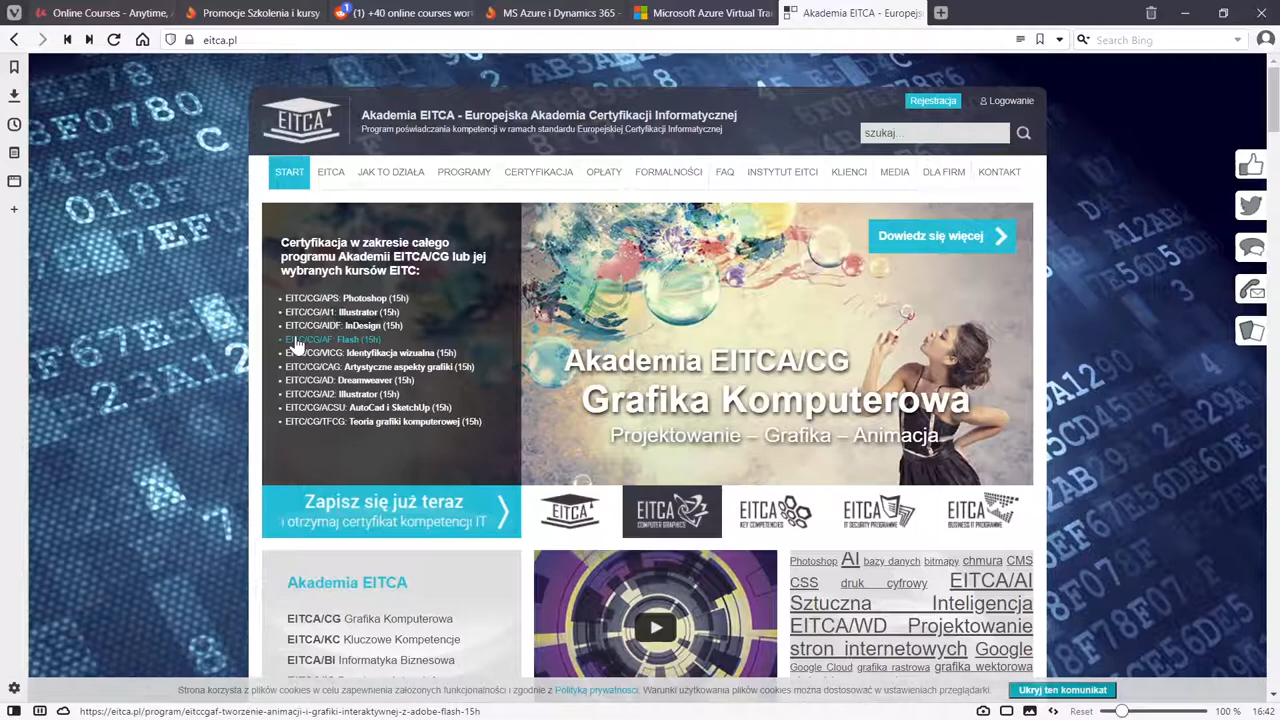 Online Courses - Anytime,
Promocje Szkolenia i kursy
(1) +40 online courses wor
MS Azure i Dynamics 365 -
Microsoft Azure Virtual Tra
Akademia EITCA - Europejs
eitca.pl
Search Bing
EITCA
Akademia EITCA - Europejska Akademia Certyfikacji Informatycznej
Program poświadczania kompetencji w ramach standardu Europejskiej Certyfikacji Informatycznej
Rejestracja
Logowanie
szukaj...
START EITCA JAK TO DZIAŁA PROGRAMY CERTYFIKACJA OPŁATY FORMALNOŚCI FAQ INSTYTUT EITCI KLIENCI MEDIA DLA FIRM KONTAKT
Certyfikacja w zakresie całego
programu Akademii EITCA/CG lub jej
wybranych kursów EITC:
EITC/CG/APS: Photoshop (15h)
EITC/CG/AI1: Illustrator (15h)
EITC/CG/AIDF: InDesign (15h)
EITC/CG/AF Flash (15h)
EITC/CG/VICG: Identyfikacja wizualna (15h)
EITC/CG/CAG: Artystyczne aspekty grafiki (15h)
EITC/CG/AD: Dreamweaver (15h)
EITC/CG/AI2: Illustrator (15h)
EITC/CG/ACSU: AutoCad i SketchUp (15h)
EITC/CG/TFCG: Teoria grafiki komputerowej (15h)
Dowiedz się więcej
Akademia EITCA/CG
Grafika Komputerowa
Projektowanie – Grafika – Animacja
Zapisz się już teraz
i otrzymaj certyfikat kompetencji IT
EITCA
EITCA COMPUTER GRAPHICS
EITCA KEY COMPETENCIES
EITCA IT SECURITY PROGRAMME
EITCA BUSINESS IT PROGRAMME
Akademia EITCA
EITCA/CG Grafika Komputerowa
EITCA/KC Kluczowe Kompetencje
EITCA/BI Informatyka Biznesowa
Photoshop AI bazy danych bitmapy chmura CMS
CSS druk cyfrowy EITCA/AI
Sztuczna Inteligencja
EITCA/WD Projektowanie
stron internetowych Google
Google Cloud grafika rastrowa grafika wektorowa
Strona korzysta z plików cookies w celu zapewnienia założonych funkcjonalności i zgodnie z Polityką prywatności. Warunki użytkowania plików cookies można dostosować w ustawieniach przeglądarki.
Ukryj ten komunikat
https://eitca.pl/program/eitccgaf-tworzenie-animacji-i-grafiki-interaktywne-z-adobe-flash-15h
Reset
100 %
16:42